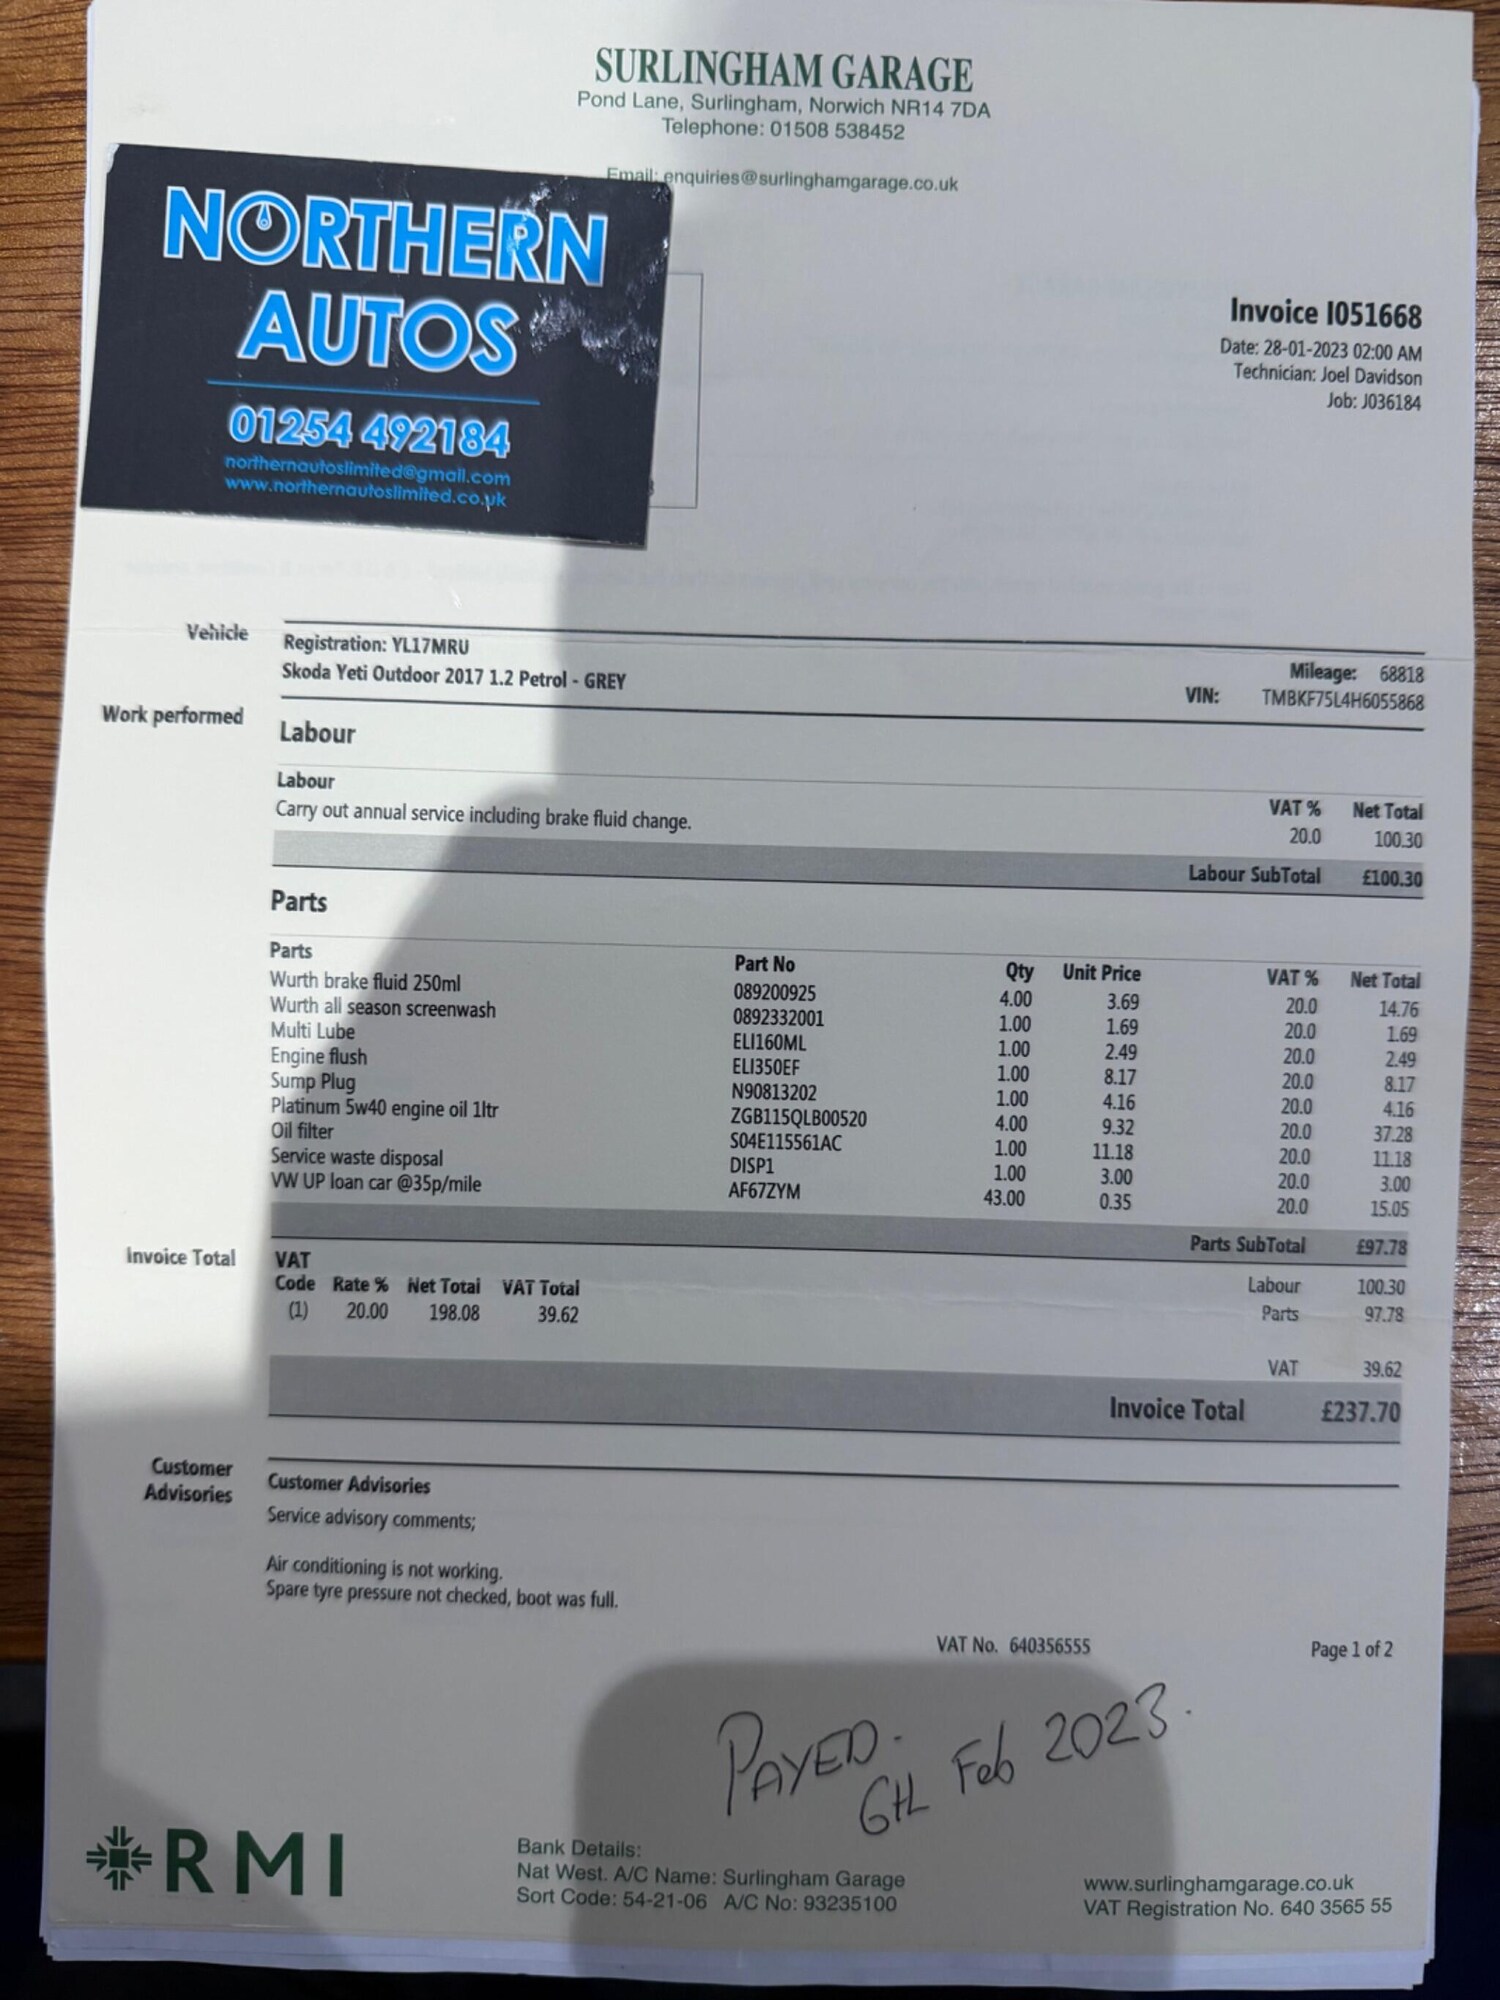 SURLINGHAM GARAGE
Pond Lane, Surlingham, Norwich NR14 7DA
Telephone: 01508 538452
Email: enquiries@surlinghamgarage.co.uk
NORTHERN
AUTOS
01254 492184
northernautoslimited@gmail.com
www.northernautoslimited.co.uk
Invoice I051668
Date: 28-01-2023 02:00 AM
Technician: Joel Davidson
Job: J036184
Vehicle
Registration: YL17MRU
Mileage: 68818
Skoda Yeti Outdoor 2017 1.2 Petrol - GREY
VIN: TMBKF75L4H6055868
Work performed
Labour
Labour VAT % Net Total
Carry out annual service including brake fluid change. 20.0 100.30
Labour SubTotal £100.30
Parts
Parts Part No Qty Unit Price VAT % Net Total
Wurth brake fluid 250ml 089200925 4.00 3.69 20.0 14.76
Wurth all season screenwash 0892332001 1.00 1.69 20.0 1.69
Multi Lube ELI160ML 1.00 2.49 20.0 2.49
Engine flush ELI350EF 1.00 8.17 20.0 8.17
Sump Plug N90813202 1.00 4.16 20.0 4.16
Platinum 5w40 engine oil 1ltr ZGB115QLB00520 4.00 9.32 20.0 37.28
Oil filter S04E115561AC 1.00 11.18 20.0 11.18
Service waste disposal DISP1 1.00 3.00 20.0 3.00
VW UP loan car @35p/mile AF67ZYM 43.00 0.35 20.0 15.05
Parts SubTotal £97.78
Invoice Total
VAT
Code Rate % Net Total VAT Total
(1) 20.00 198.08 39.62
Labour 100.30
Parts 97.78
VAT 39.62
Invoice Total £237.70
Customer
Advisories
Customer Advisories
Service advisory comments;
Air conditioning is not working.
Spare tyre pressure not checked, boot was full.
VAT No. 640356555
Page 1 of 2
PAYED.
6th Feb 2023.
RMI
Bank Details:
Nat West. A/C Name: Surlingham Garage
Sort Code: 54-21-06 A/C No: 93235100
www.surlinghamgarage.co.uk
VAT Registration No. 640 3565 55